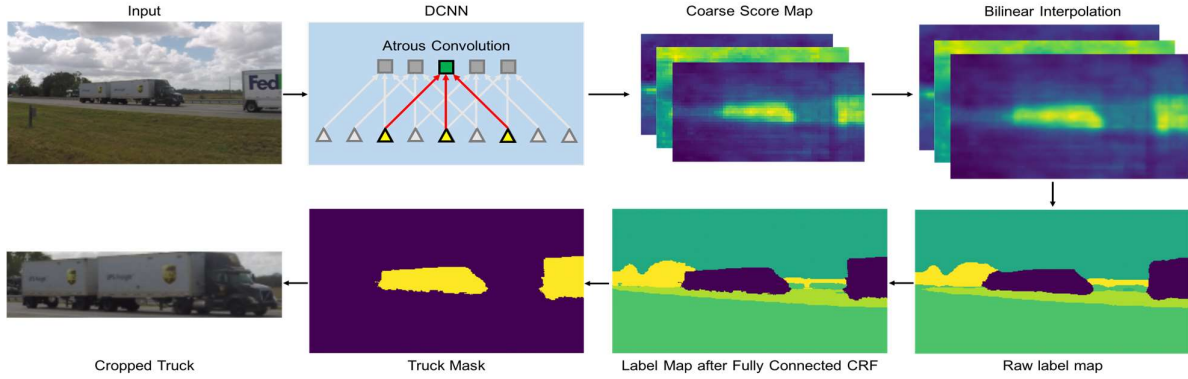 Input
DCNN
Coarse Score Map
Bilinear Interpolation
Atrous Convolution
FedE
Cropped Truck
Truck Mask
Label Map after Fully Connected CRF
Raw label map